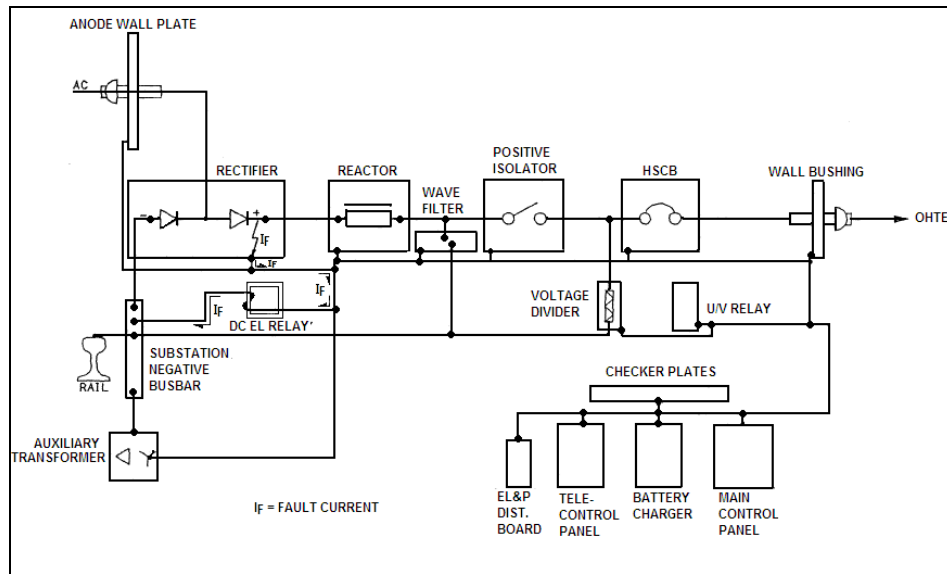 ANODE WALL PLATE
AC
RECTIFIER
REACTOR
WAVE
FILTER
POSITIVE
ISOLATOR
HSCB
WALL BUSHING
OHTE
- +
IF
IF
IF
IF
DC EL RELAY'
VOLTAGE
DIVIDER
U/V RELAY
RAIL
SUBSTATION
NEGATIVE
BUSBAR
CHECKER PLATES
AUXILIARY
TRANSFORMER
IF = FAULT CURRENT
EL&P
DIST.
BOARD
TELE-
CONTROL
PANEL
BATTERY
CHARGER
MAIN
CONTROL
PANEL